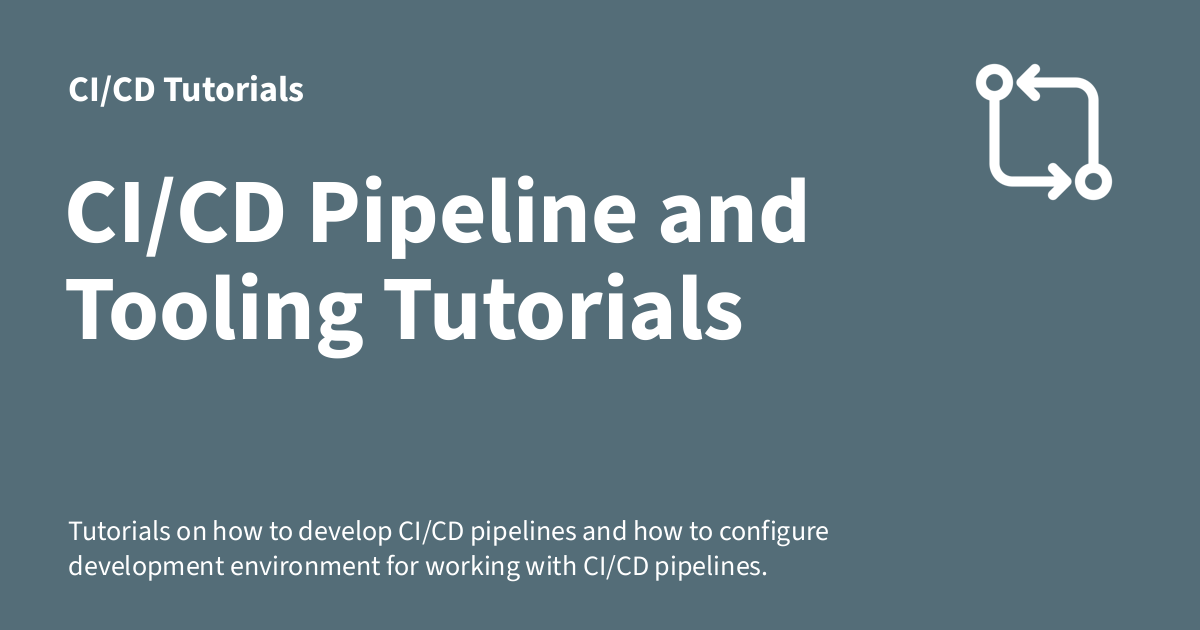 CI/CD Tutorials
CI/CD Pipeline and
Tooling Tutorials
Tutorials on how to develop CI/CD pipelines and how to configure
development environment for working with CI/CD pipelines.